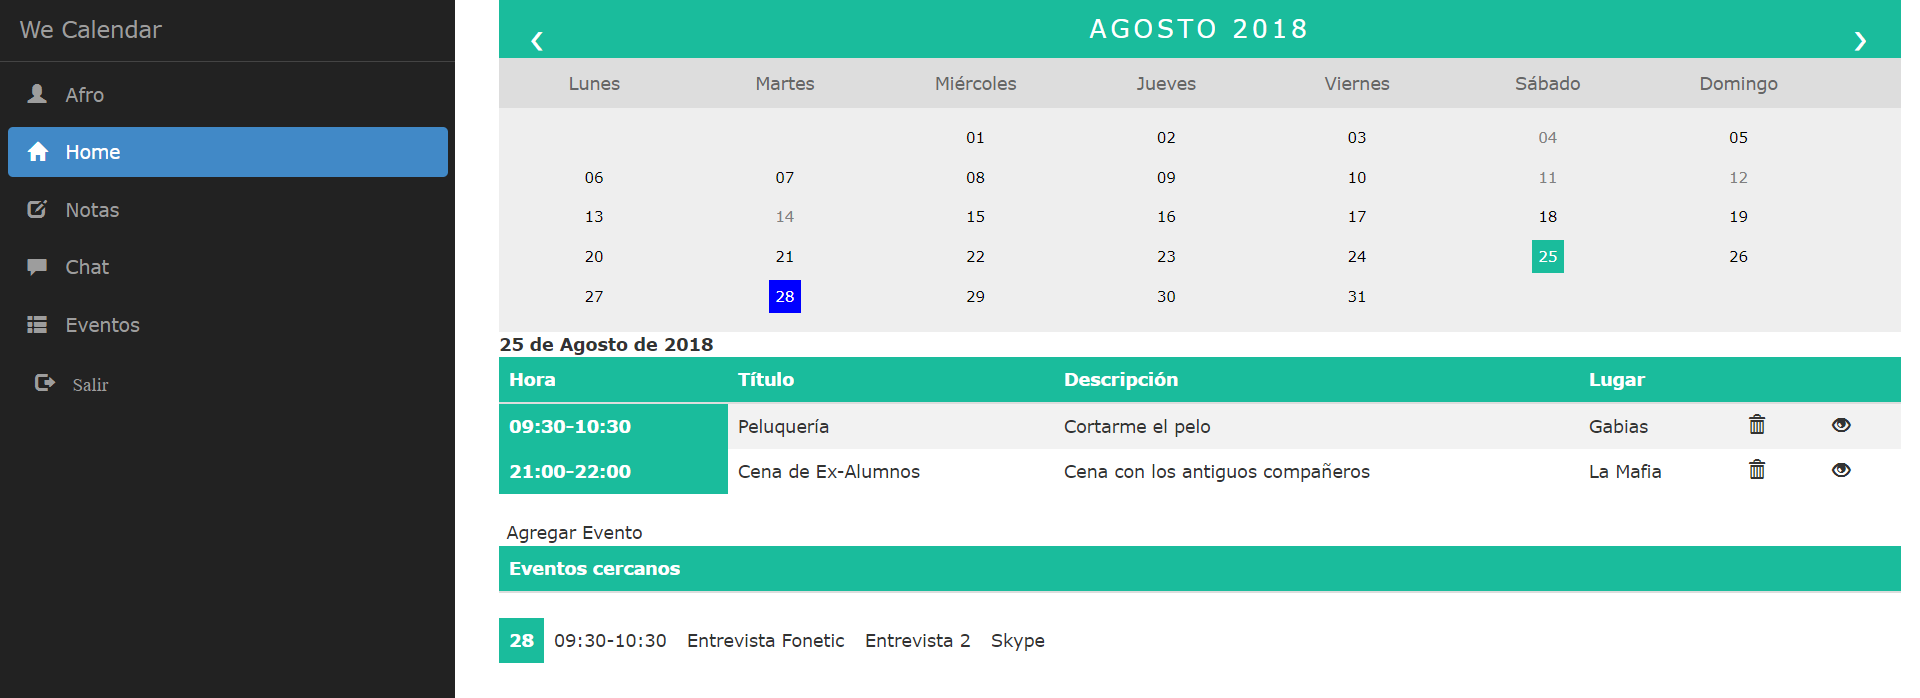 We Calendar
Afro
Home
Notas
Chat
Eventos
Salir
‹ AGOSTO 2018 ›
Lunes Martes Miércoles Jueves Viernes Sábado Domingo
01 02 03 04 05
06 07 08 09 10 11 12
13 14 15 16 17 18 19
20 21 22 23 24 25 26
27 28 29 30 31
25 de Agosto de 2018
Hora Título Descripción Lugar
09:30-10:30 Peluquería Cortarme el pelo Gabias
21:00-22:00 Cena de Ex-Alumnos Cena con los antiguos compañeros La Mafia
Agregar Evento
Eventos cercanos
28 09:30-10:30 Entrevista Fonetic Entrevista 2 Skype